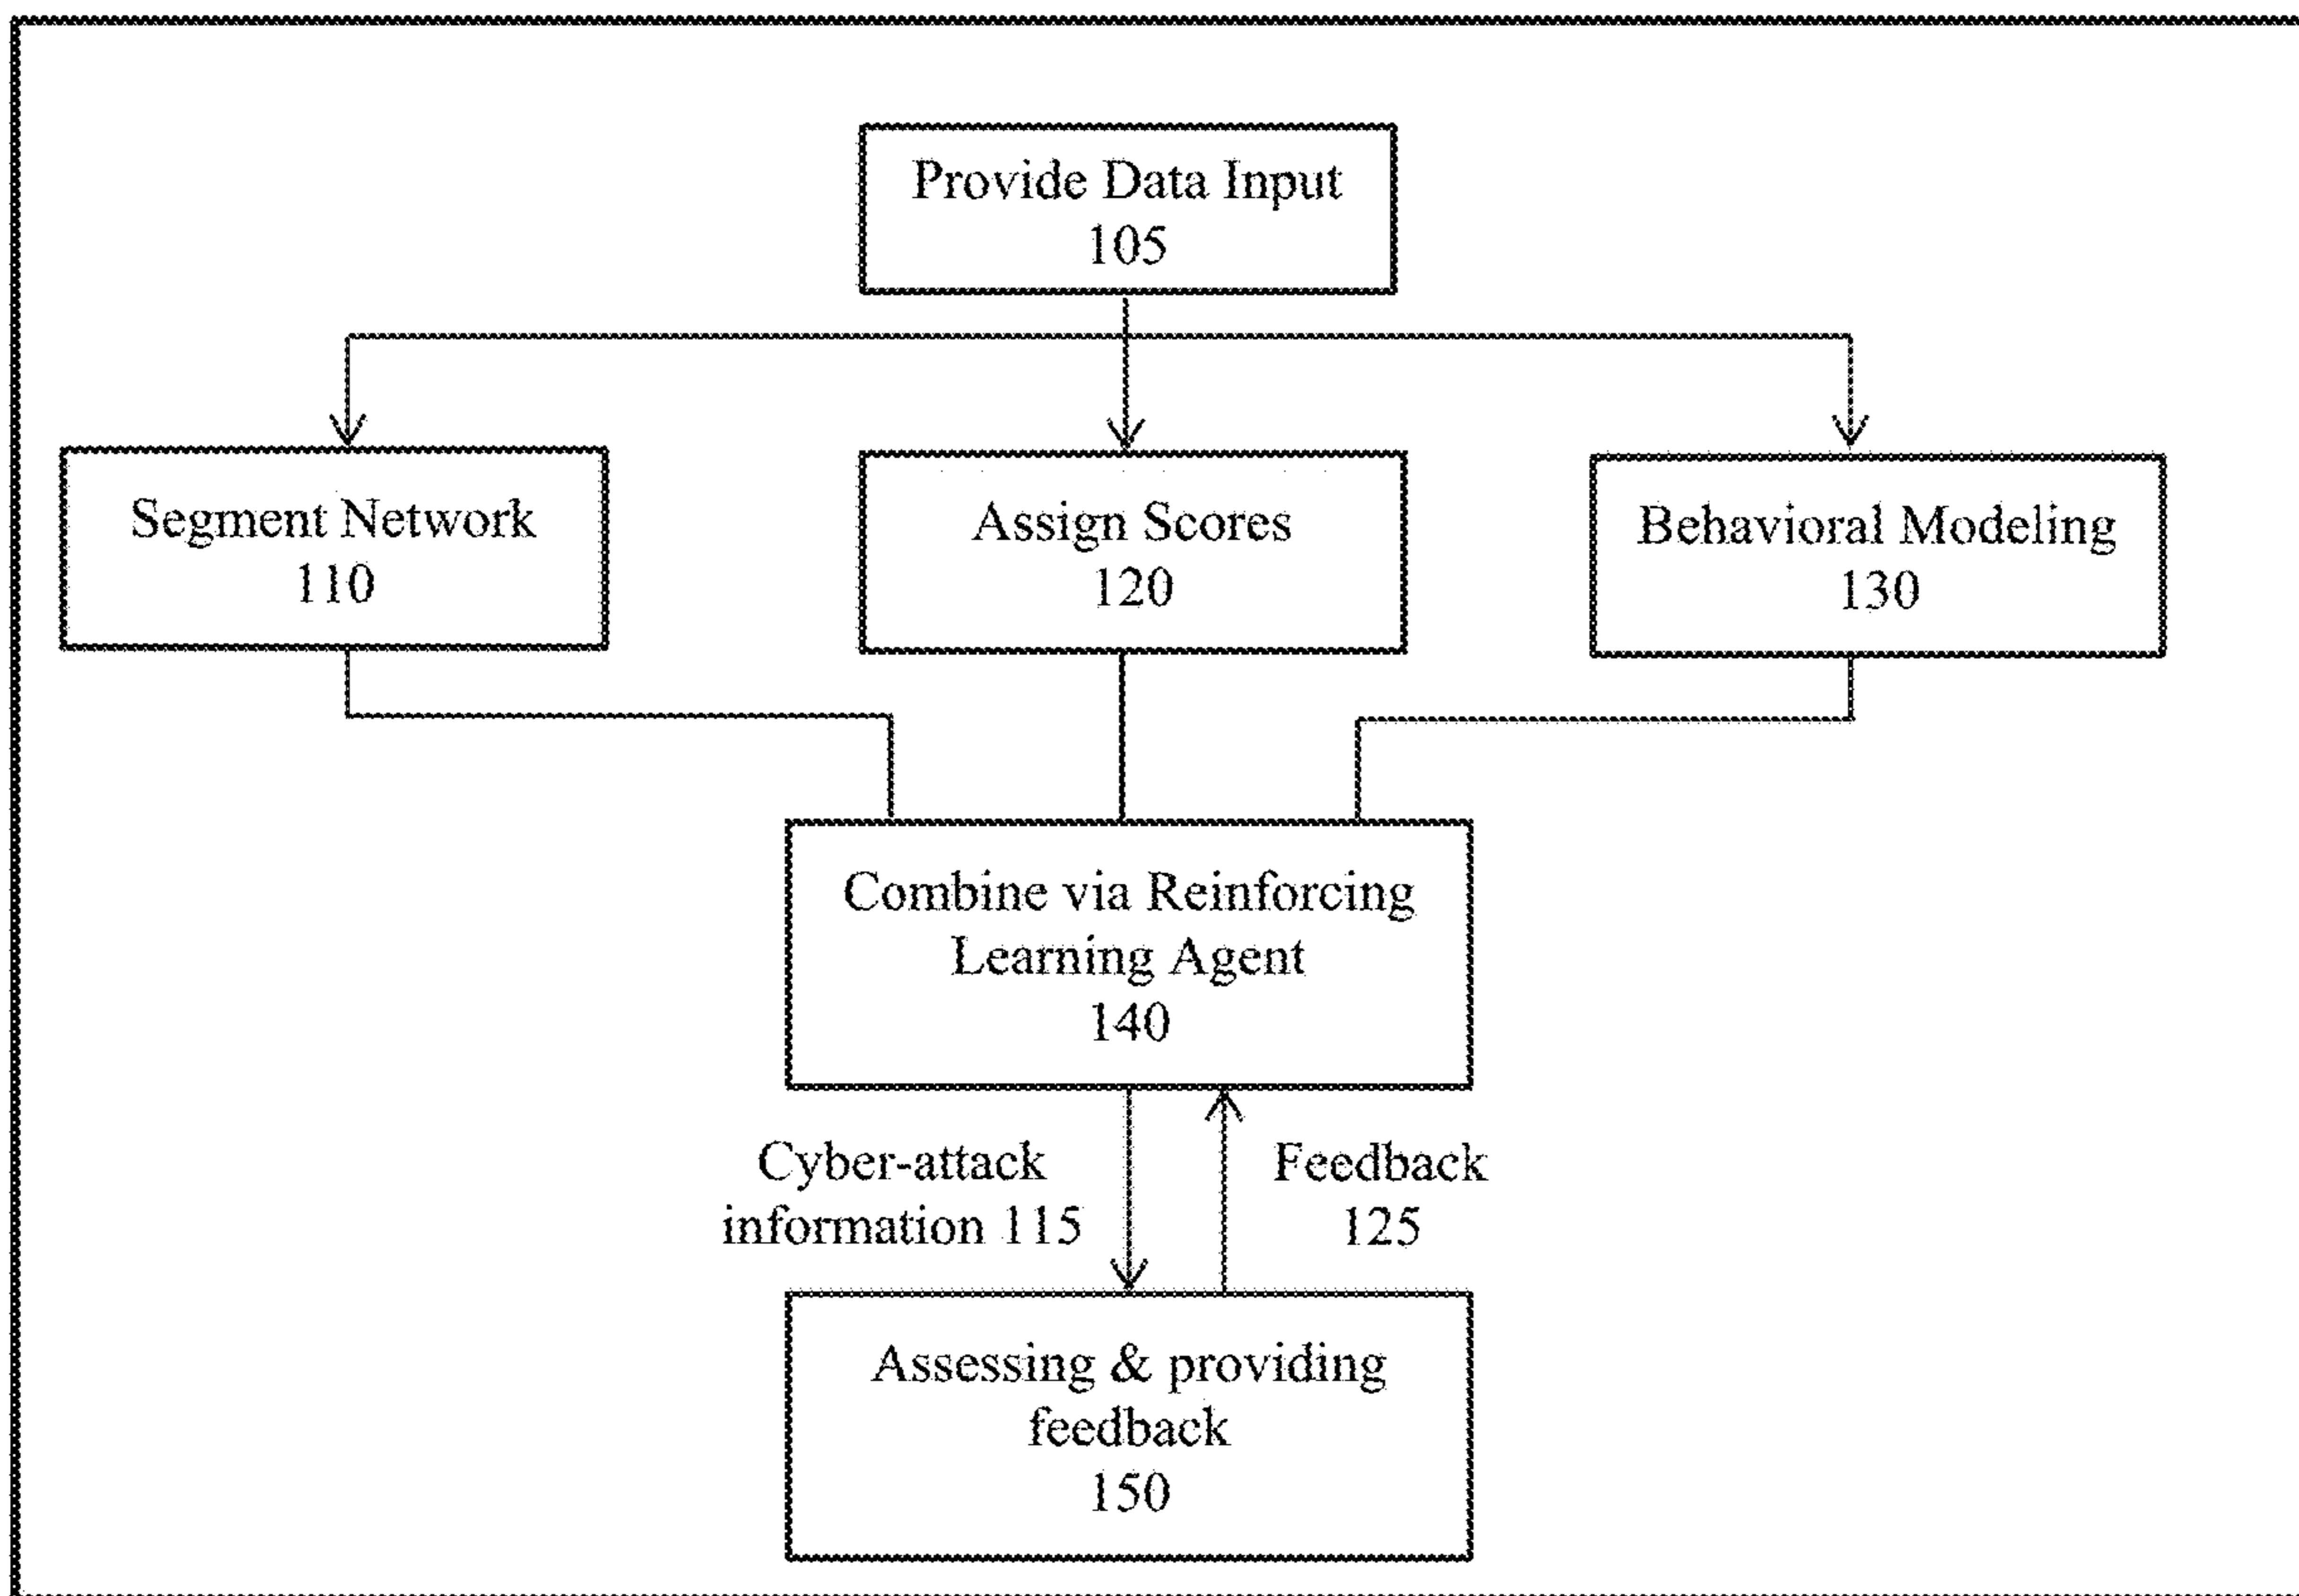 Provide Data Input
105
Segment Network
110
Assign Scores
120
Behavioral Modeling
130
Combine via Reinforcing
Learning Agent
140
Cyber-attack
information 115
Feedback
125
Assessing & providing
feedback
150